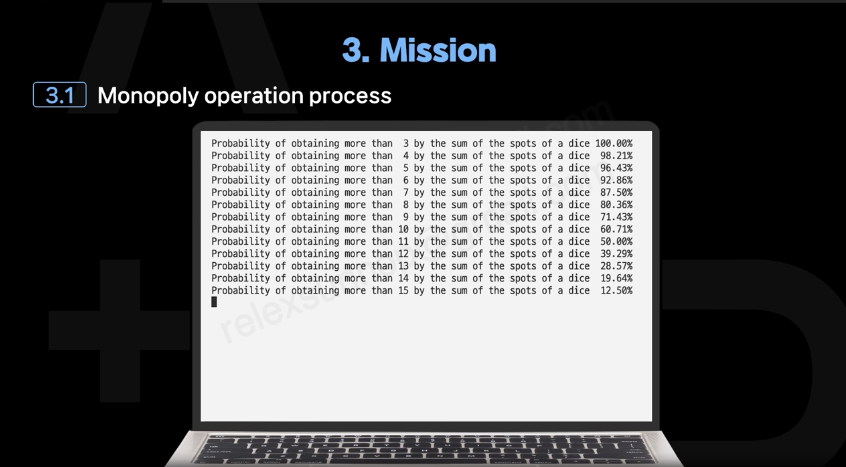 3. Mission
3.1 Monopoly operation process
Probability of obtaining more than  3 by the sum of the spots of a dice 100.00%
Probability of obtaining more than  4 by the sum of the spots of a dice  98.21%
Probability of obtaining more than  5 by the sum of the spots of a dice  96.43%
Probability of obtaining more than  6 by the sum of the spots of a dice  92.86%
Probability of obtaining more than  7 by the sum of the spots of a dice  87.50%
Probability of obtaining more than  8 by the sum of the spots of a dice  80.36%
Probability of obtaining more than  9 by the sum of the spots of a dice  71.43%
Probability of obtaining more than 10 by the sum of the spots of a dice  60.71%
Probability of obtaining more than 11 by the sum of the spots of a dice  50.00%
Probability of obtaining more than 12 by the sum of the spots of a dice  39.29%
Probability of obtaining more than 13 by the sum of the spots of a dice  28.57%
Probability of obtaining more than 14 by the sum of the spots of a dice  19.64%
Probability of obtaining more than 15 by the sum of the spots of a dice  12.50%